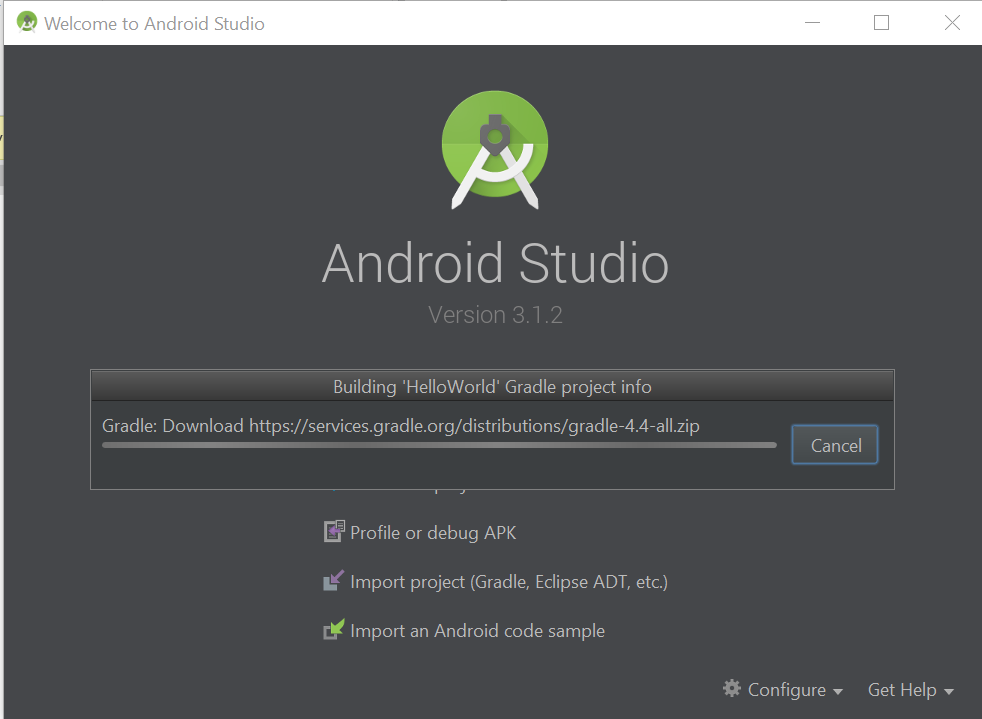 Welcome to Android Studio
Android Studio
Version 3.1.2
Building 'HelloWorld' Gradle project info
Gradle: Download https://services.gradle.org/distributions/gradle-4.4-all.zip
Cancel
Profile or debug APK
Import project (Gradle, Eclipse ADT, etc.)
Import an Android code sample
Configure
Get Help